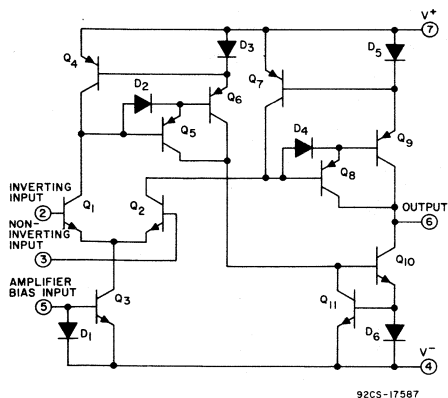 V+
7
Q4
D3
D5
Q7
D2
Q6
D4
Q5
Q9
Q8
INVERTING
INPUT
2
Q1
Q2
OUTPUT
6
NON-
INVERTING
INPUT
3
Q10
AMPLIFIER
BIAS INPUT
5
Q3
Q11
D1
D6
V-
4
92CS-17587